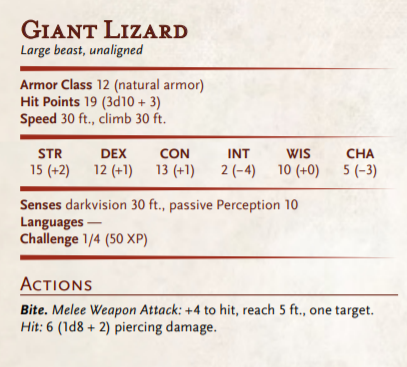 Giant Lizard
Large beast, unaligned
Armor Class 12 (natural armor)
Hit Points 19 (3d10 + 3)
Speed 30 ft., climb 30 ft.
STR DEX CON INT WIS CHA
15 (+2) 12 (+1) 13 (+1) 2 (−4) 10 (+0) 5 (−3)
Senses darkvision 30 ft., passive Perception 10
Languages —
Challenge 1/4 (50 XP)
Actions
Bite. Melee Weapon Attack: +4 to hit, reach 5 ft., one target.
Hit: 6 (1d8 + 2) piercing damage.